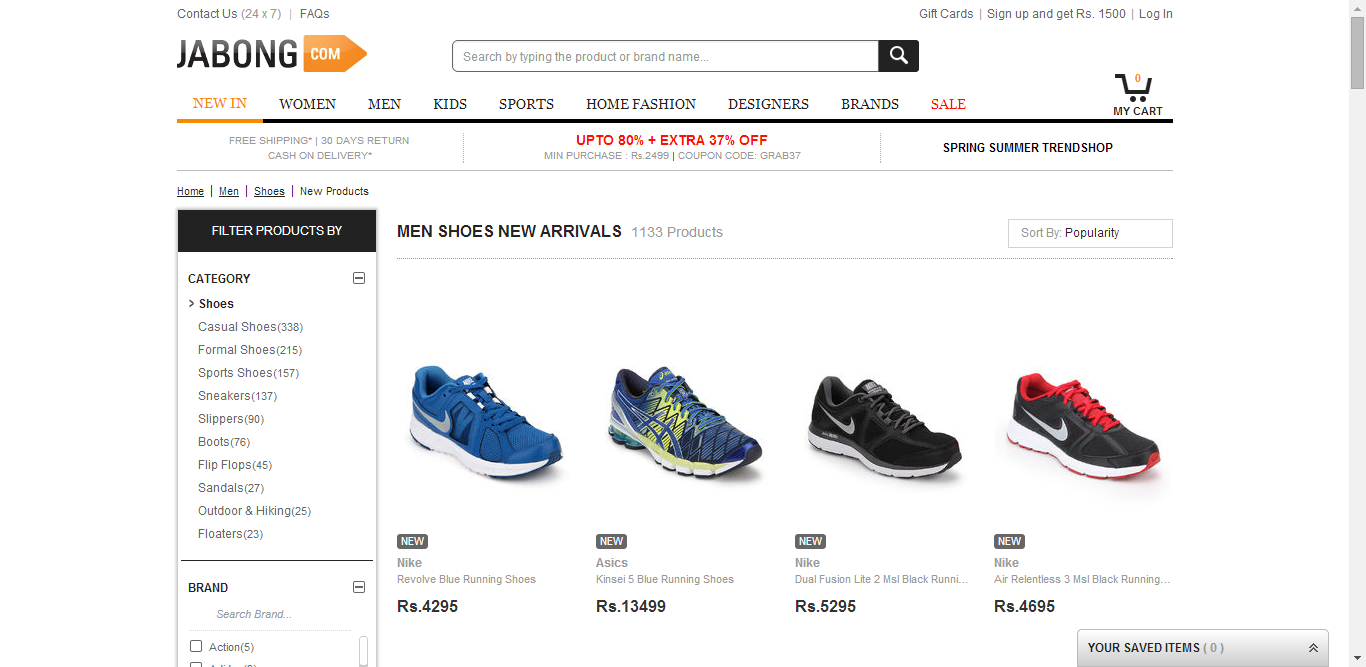 Contact Us (24 x 7) | FAQs
Gift Cards | Sign up and get Rs. 1500 | Log In
JABONG COM
Search by typing the product or brand name...
0
MY CART
NEW IN WOMEN MEN KIDS SPORTS HOME FASHION DESIGNERS BRANDS SALE
FREE SHIPPING* | 30 DAYS RETURN
CASH ON DELIVERY*
UPTO 80% + EXTRA 37% OFF
MIN PURCHASE : Rs.2499 | COUPON CODE: GRAB37
SPRING SUMMER TRENDSHOP
Home | Men | Shoes | New Products
FILTER PRODUCTS BY
CATEGORY
> Shoes
Casual Shoes(338)
Formal Shoes(215)
Sports Shoes(157)
Sneakers(137)
Slippers(90)
Boots(76)
Flip Flops(45)
Sandals(27)
Outdoor & Hiking(25)
Floaters(23)
BRAND
Search Brand...
Action(5)
MEN SHOES NEW ARRIVALS 1133 Products
Sort By: Popularity
NEW
Nike
Revolve Blue Running Shoes
Rs.4295
NEW
Asics
Kinsei 5 Blue Running Shoes
Rs.13499
NEW
Nike
Dual Fusion Lite 2 Msl Black Runni...
Rs.5295
NEW
Nike
Air Relentless 3 Msl Black Running...
Rs.4695
YOUR SAVED ITEMS ( 0 )